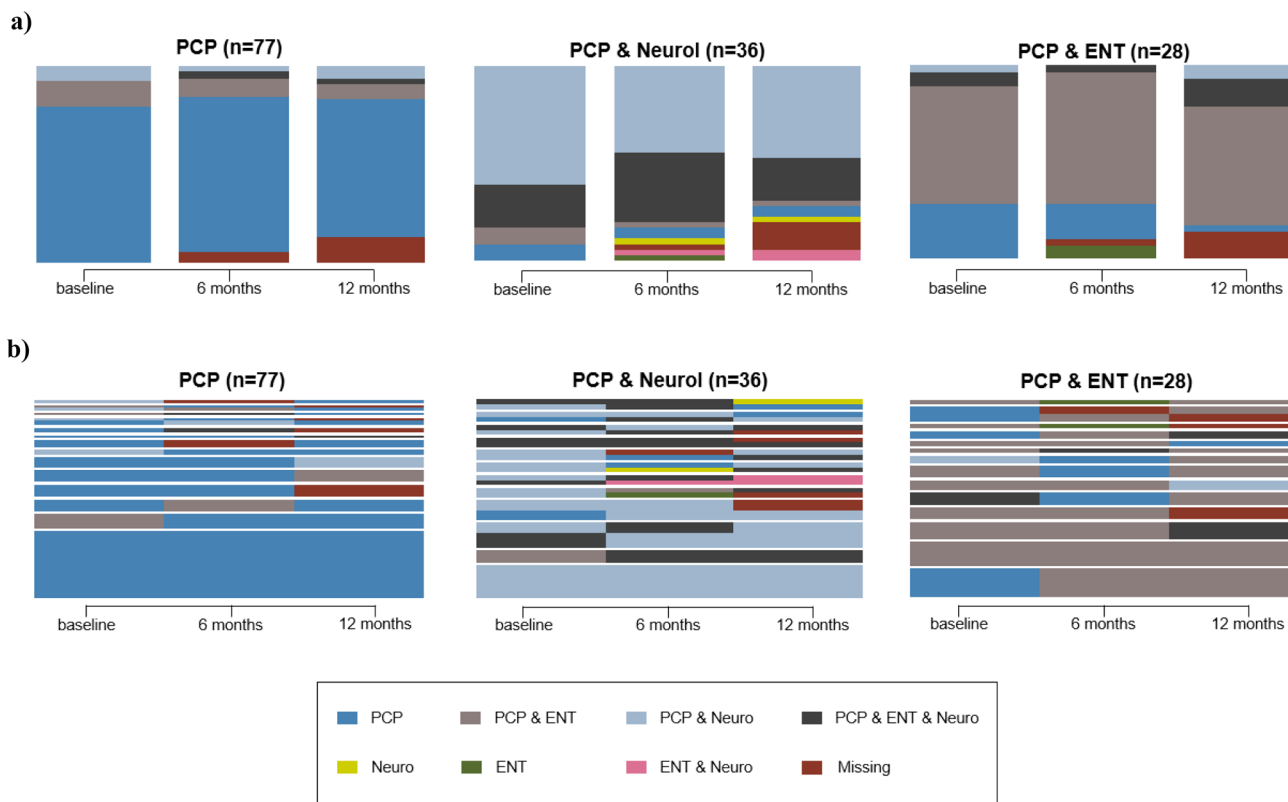 a)
PCP (n=77)
PCP & Neurol (n=36)
PCP & ENT (n=28)
baseline 6 months 12 months
baseline 6 months 12 months
baseline 6 months 12 months
b)
PCP (n=77)
PCP & Neurol (n=36)
PCP & ENT (n=28)
baseline 6 months 12 months
baseline 6 months 12 months
baseline 6 months 12 months
PCP PCP & ENT PCP & Neuro PCP & ENT & Neuro
Neuro ENT ENT & Neuro Missing